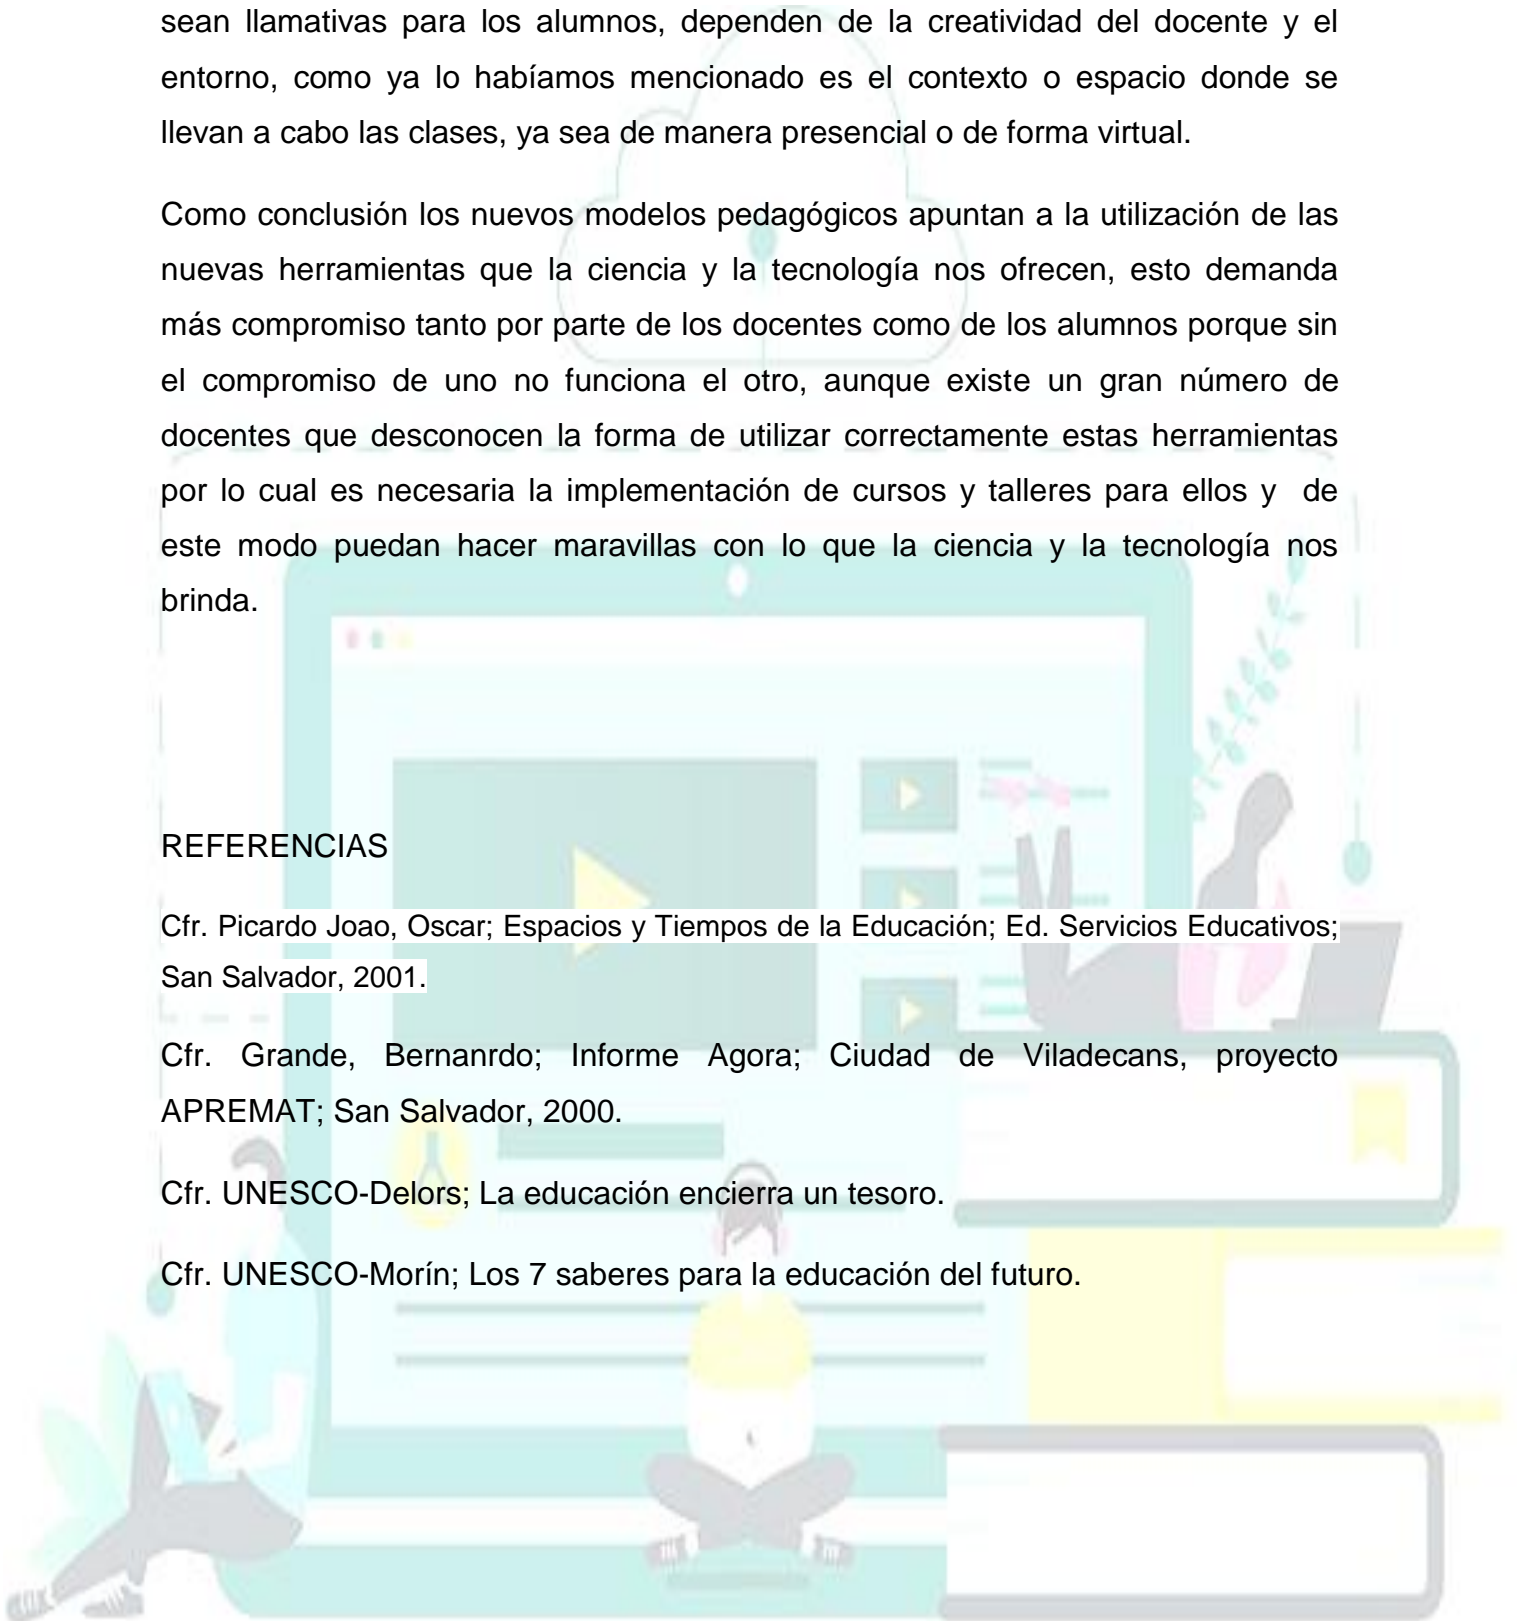 sean llamativas para los alumnos, dependen de la creatividad del docente y el
entorno, como ya lo habíamos mencionado es el contexto o espacio donde se
llevan a cabo las clases, ya sea de manera presencial o de forma virtual.
Como conclusión los nuevos modelos pedagógicos apuntan a la utilización de las
nuevas herramientas que la ciencia y la tecnología nos ofrecen, esto demanda
más compromiso tanto por parte de los docentes como de los alumnos porque sin
el compromiso de uno no funciona el otro, aunque existe un gran número de
docentes que desconocen la forma de utilizar correctamente estas herramientas
por lo cual es necesaria la implementación de cursos y talleres para ellos y de
este modo puedan hacer maravillas con lo que la ciencia y la tecnología nos
brinda.
REFERENCIAS
Cfr. Picardo Joao, Oscar; Espacios y Tiempos de la Educación; Ed. Servicios Educativos;
San Salvador, 2001.
Cfr. Grande, Bernanrdo; Informe Agora; Ciudad de Viladecans, proyecto
APREMAT; San Salvador, 2000.
Cfr. UNESCO-Delors; La educación encierra un tesoro.
Cfr. UNESCO-Morín; Los 7 saberes para la educación del futuro.